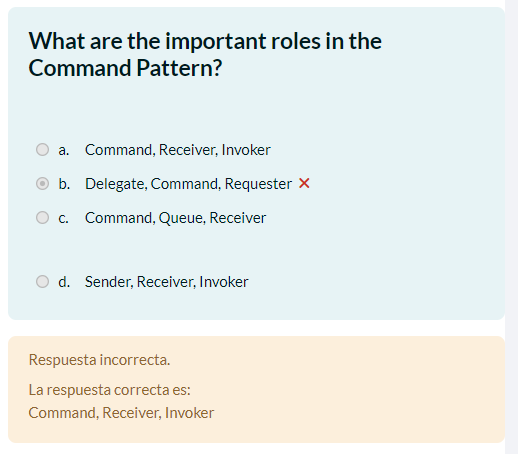 What are the important roles in the
Command Pattern?
a. Command, Receiver, Invoker
b. Delegate, Command, Requester ✕
c. Command, Queue, Receiver
d. Sender, Receiver, Invoker
Respuesta incorrecta.
La respuesta correcta es:
Command, Receiver, Invoker